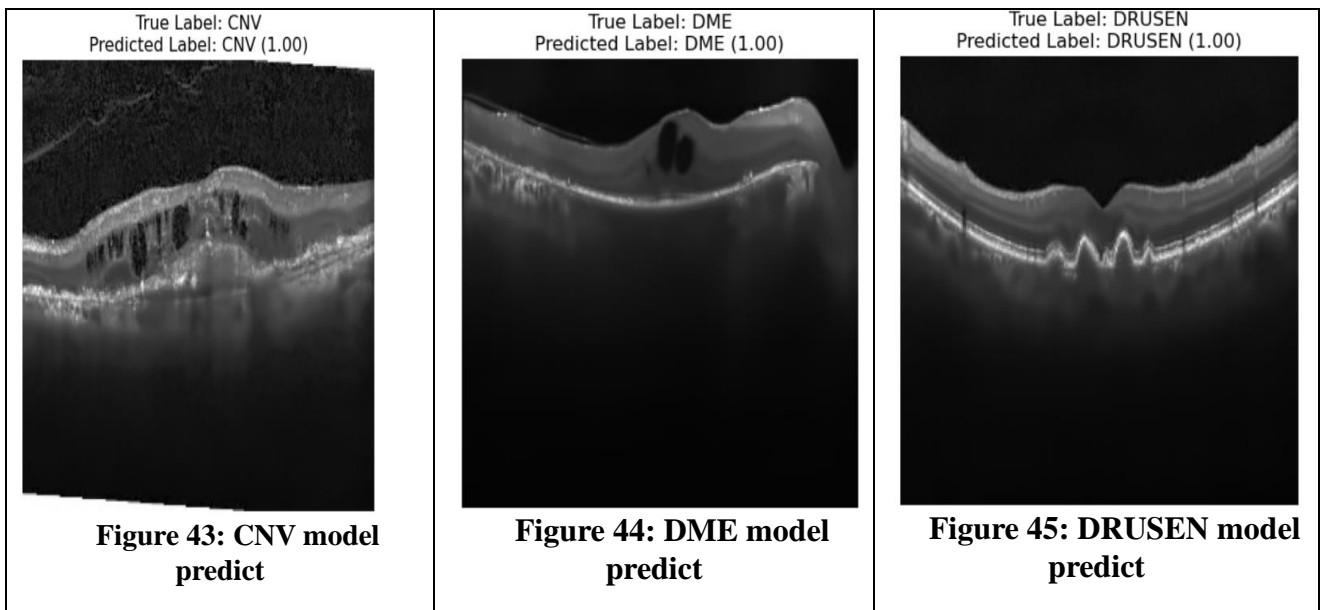 True Label: CNV
Predicted Label: CNV (1.00)
Figure 43: CNV model
predict
True Label: DME
Predicted Label: DME (1.00)
Figure 44: DME model
predict
True Label: DRUSEN
Predicted Label: DRUSEN (1.00)
Figure 45: DRUSEN model
predict